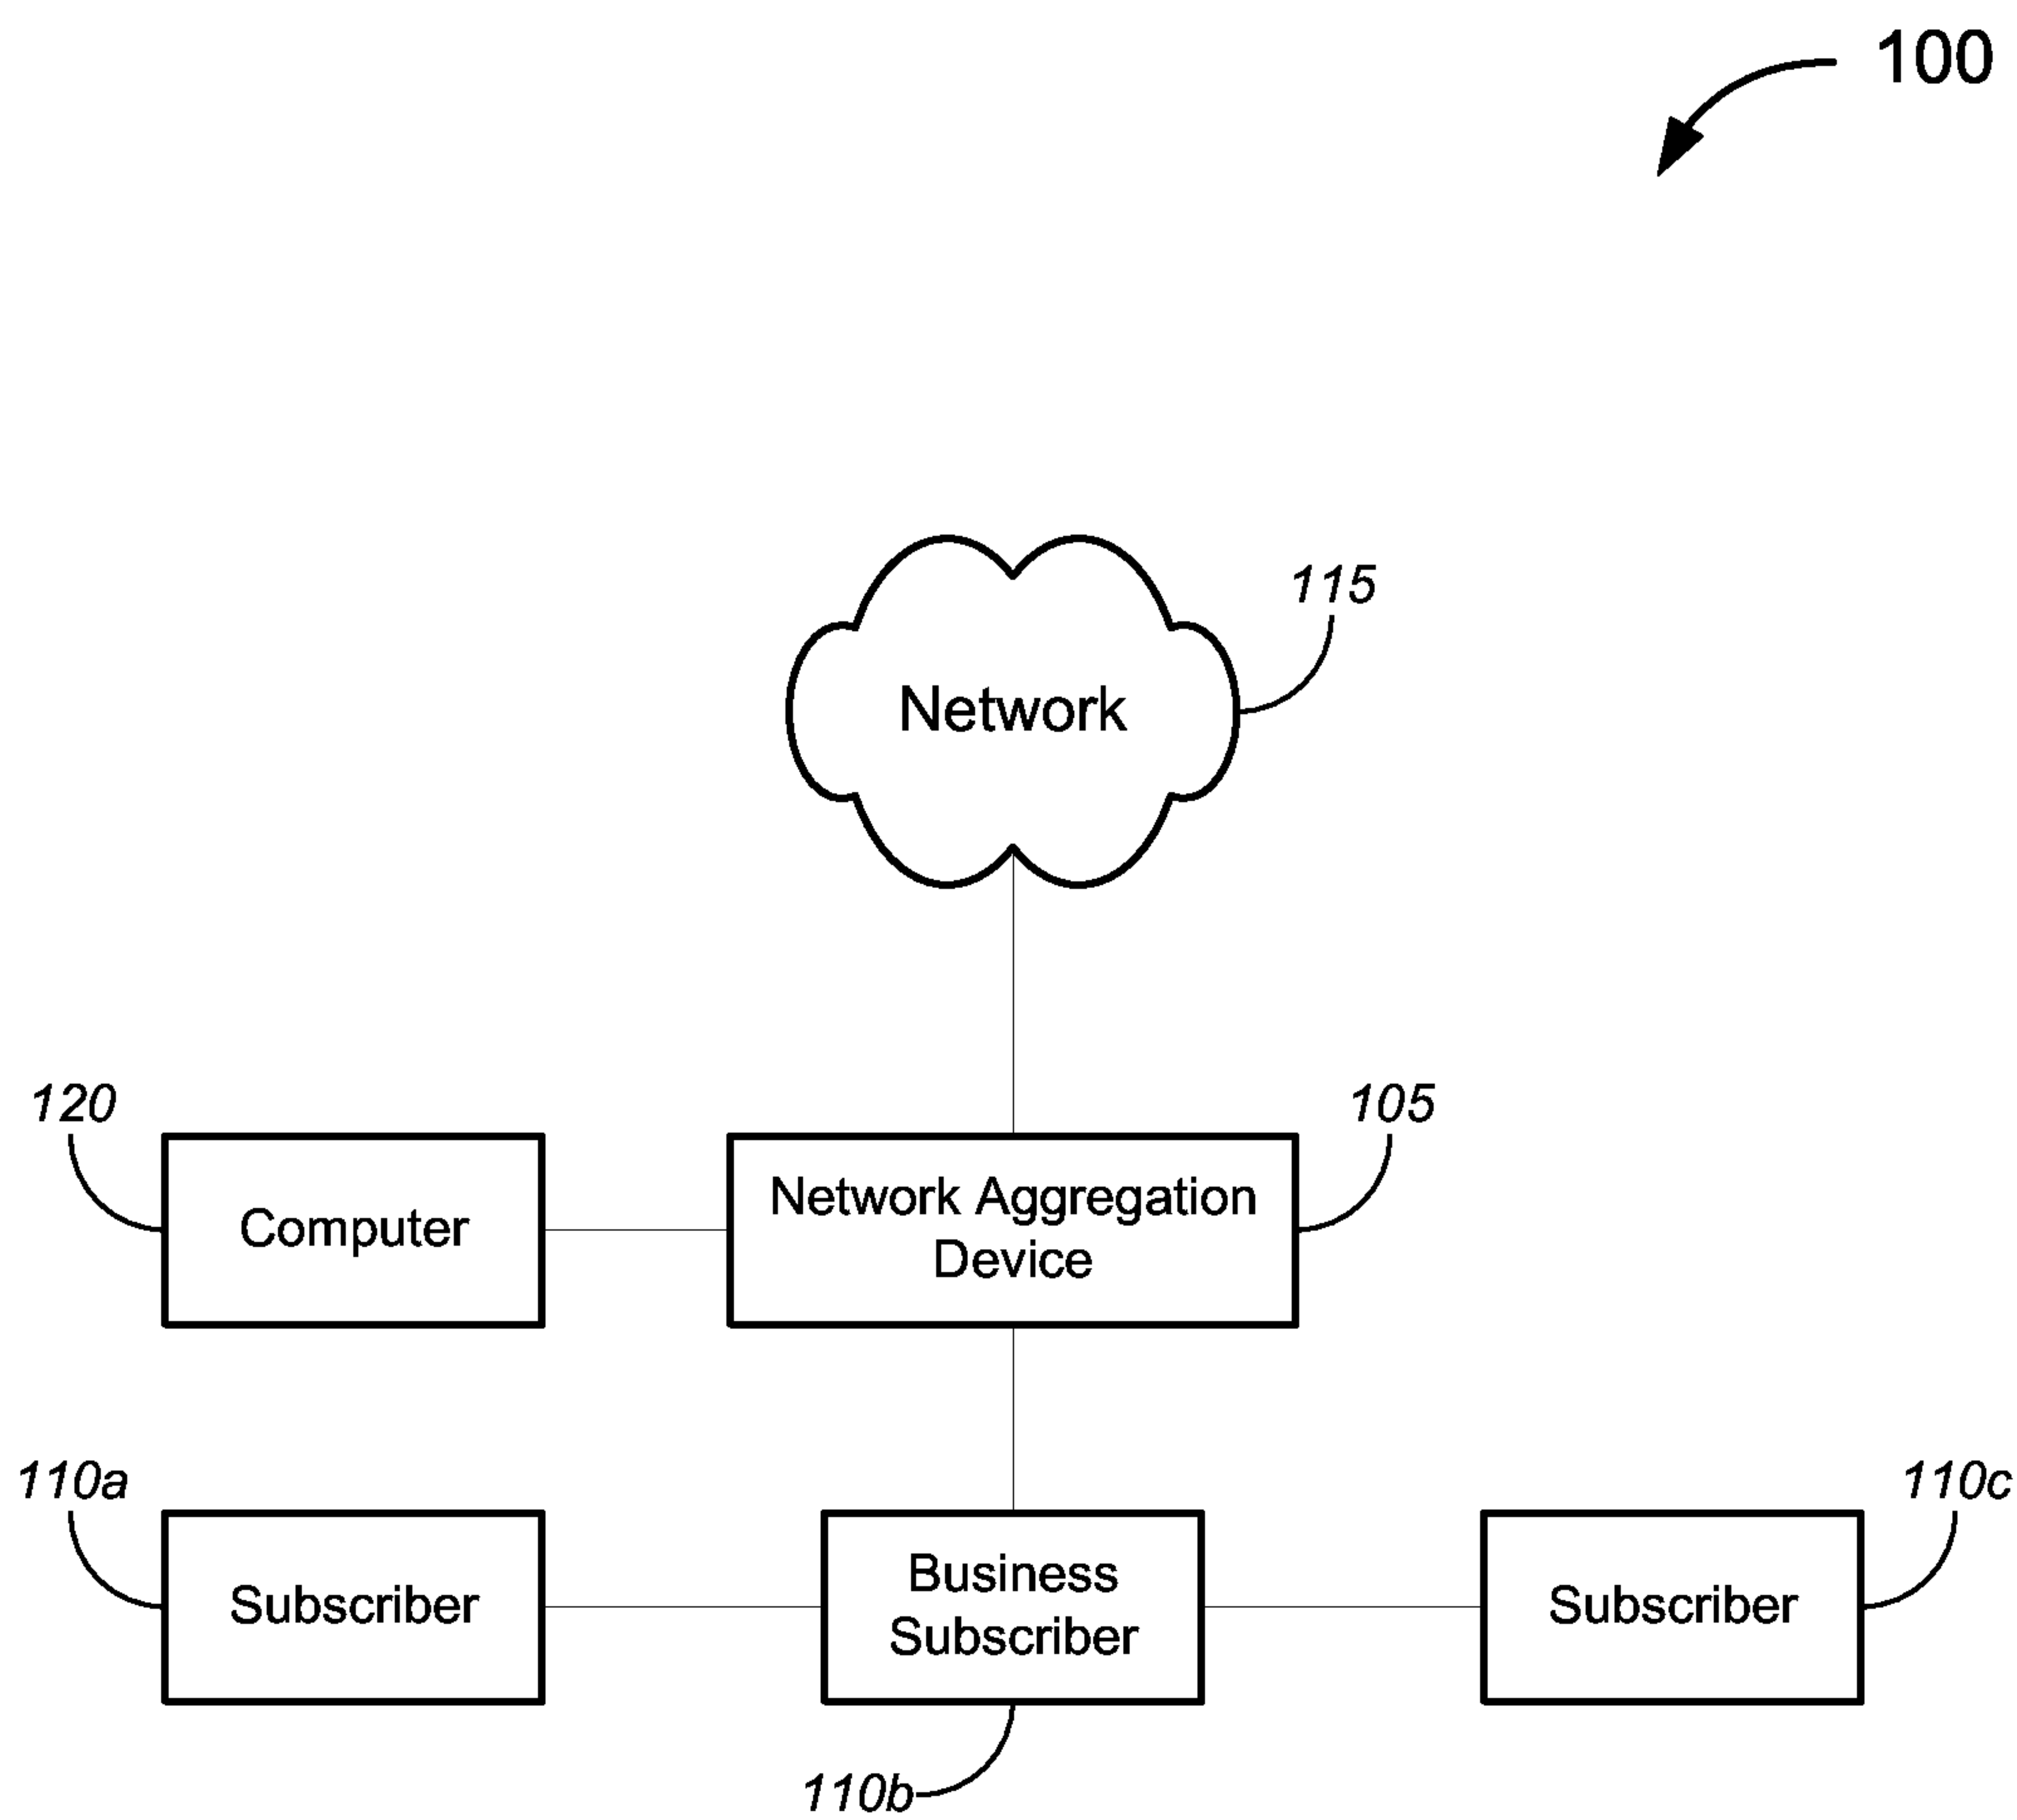 100
115
Network
120
105
Computer
Network Aggregation
Device
110a
110c
Subscriber
Business
Subscriber
Subscriber
110b